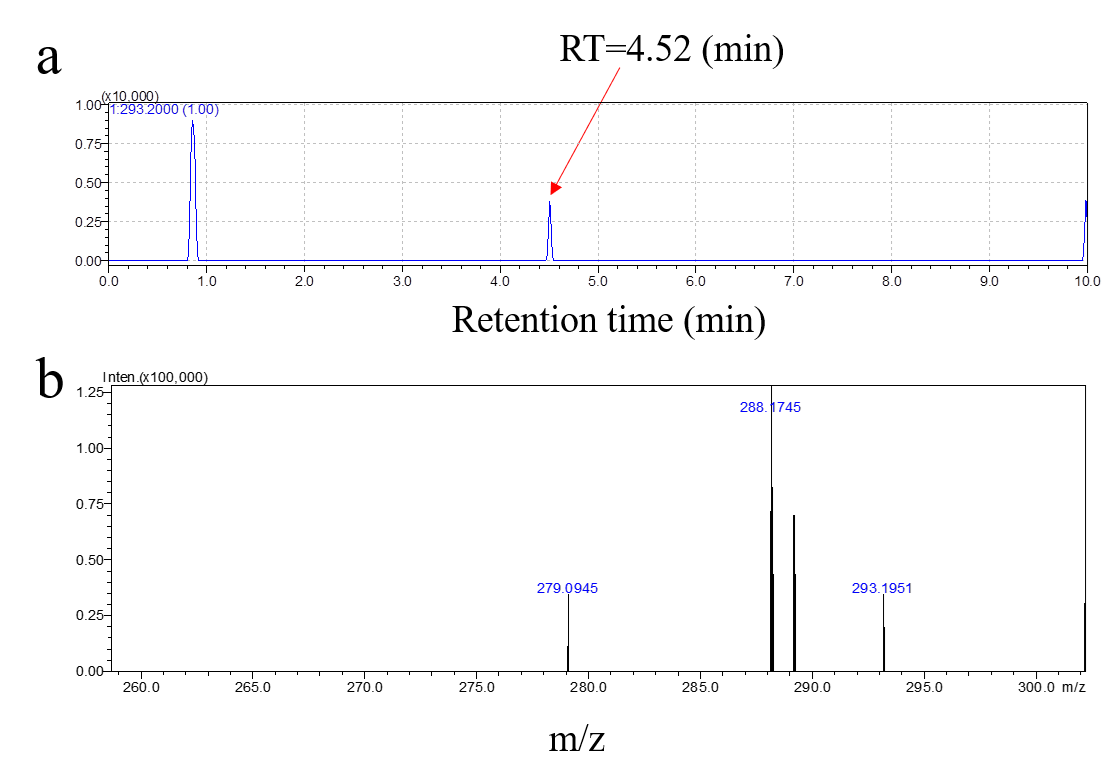 a
RT=4.52 (min)
(x10,000)
1:293.2000 (1.00)
1.00
0.75
0.50
0.25
0.00
0.0 1.0 2.0 3.0 4.0 5.0 6.0 7.0 8.0 9.0 10.0
Retention time (min)
b
Inten.(x100,000)
1.25
288.1745
1.00
0.75
0.50
279.0945 293.1951
0.25
0.00
260.0 265.0 270.0 275.0 280.0 285.0 290.0 295.0 300.0 m/z
m/z